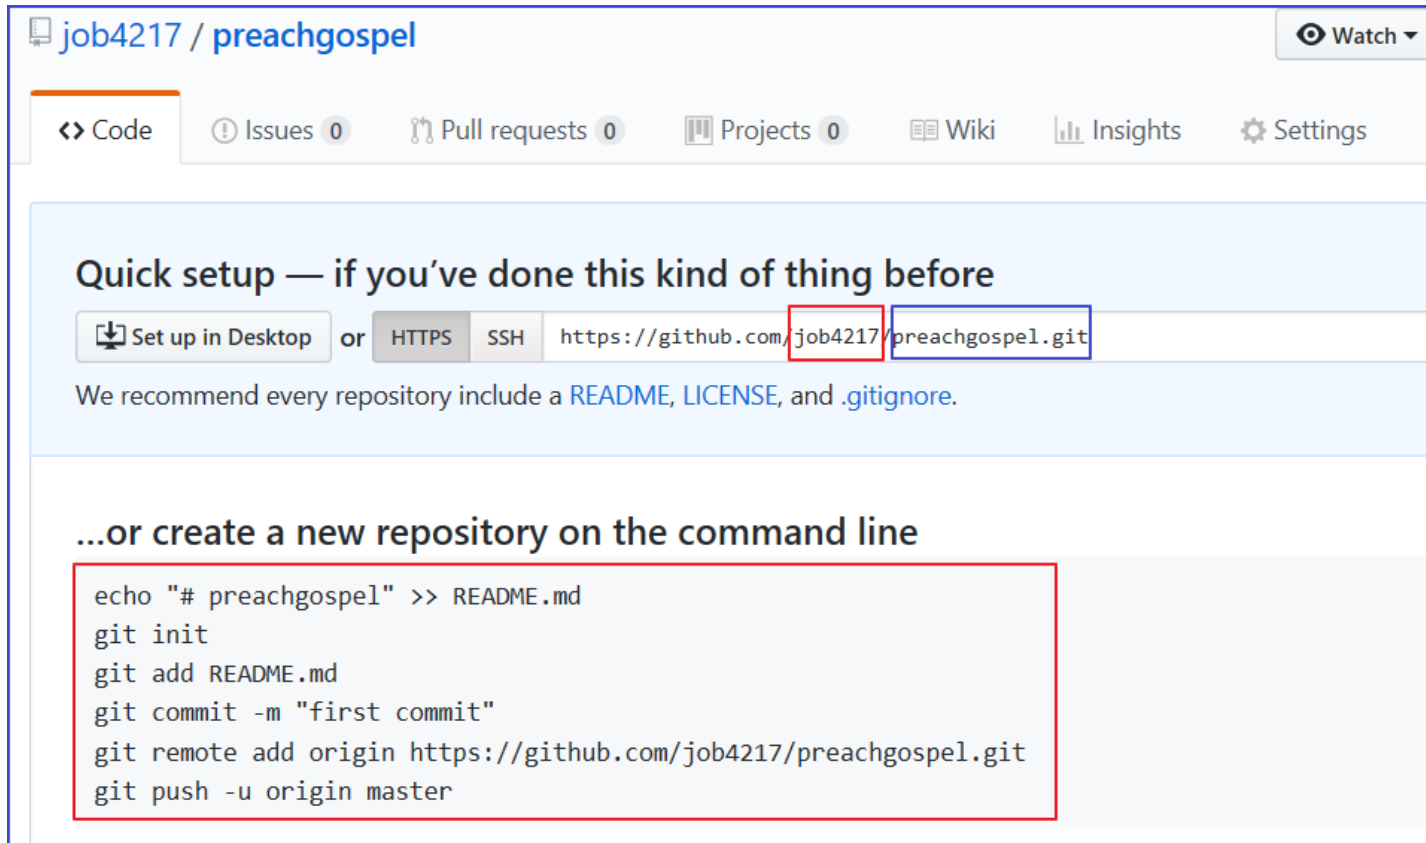 job4217 / preachgospel
Watch
Code Issues 0 Pull requests 0 Projects 0 Wiki Insights Settings
Quick setup — if you’ve done this kind of thing before
Set up in Desktop or HTTPS SSH https://github.com/job4217/preachgospel.git
We recommend every repository include a README, LICENSE, and .gitignore.
…or create a new repository on the command line
echo "# preachgospel" >> README.md
git init
git add README.md
git commit -m "first commit"
git remote add origin https://github.com/job4217/preachgospel.git
git push -u origin master